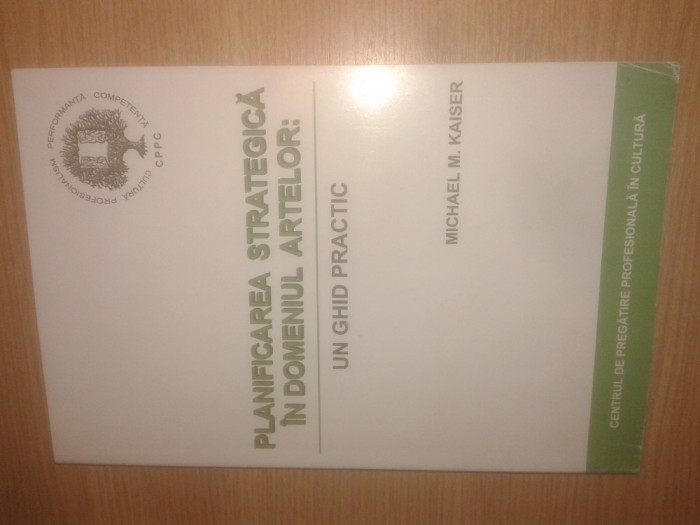 PERFORMANȚĂ COMPETENȚĂ CULTURĂ PROFESIONALISM
CPPC
PLANIFICAREA STRATEGICĂ
ÎN DOMENIUL ARTELOR:
UN GHID PRACTIC
MICHAEL M. KAISER
CENTRUL DE PREGĂTIRE PROFESIONALĂ ÎN CULTURĂ